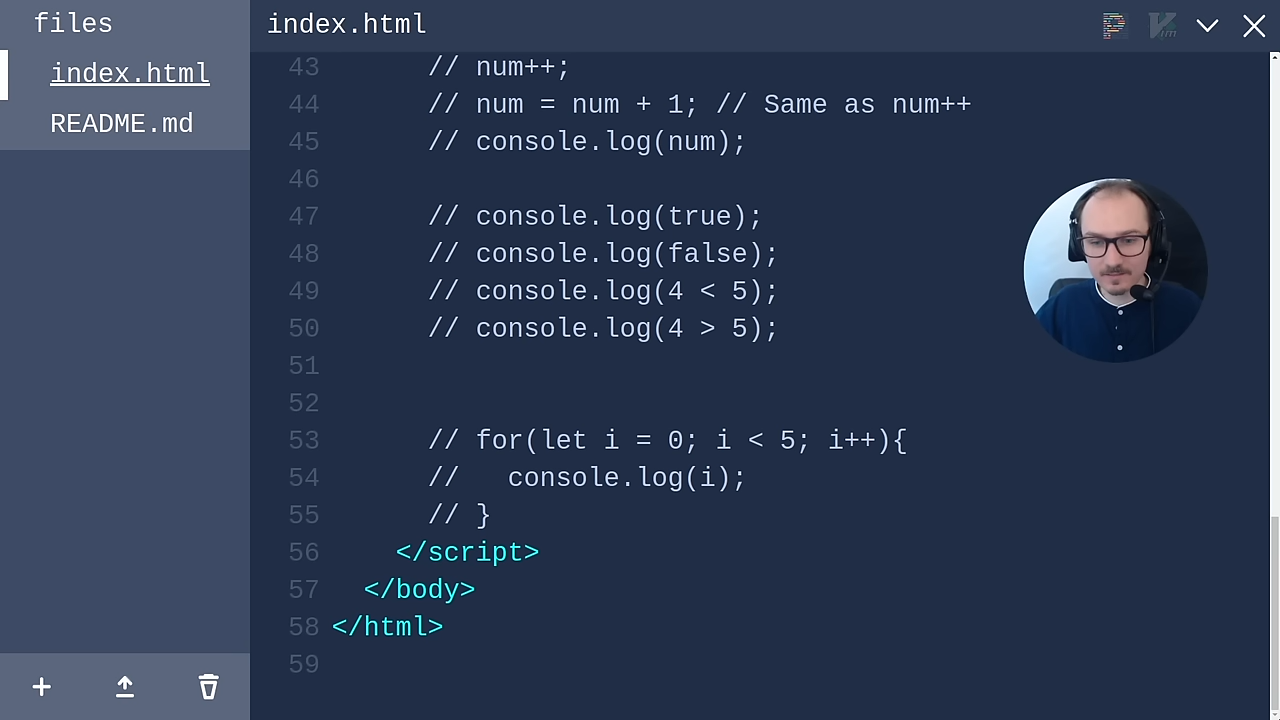 files
index.html
README.md
index.html
Vim
43 // num++;
44 // num = num + 1; // Same as num++
45 // console.log(num);
46
47 // console.log(true);
48 // console.log(false);
49 // console.log(4 < 5);
50 // console.log(4 > 5);
51
52
53 // for(let i = 0; i < 5; i++){
54 //   console.log(i);
55 // }
56 </script>
57 </body>
58 </html>
59